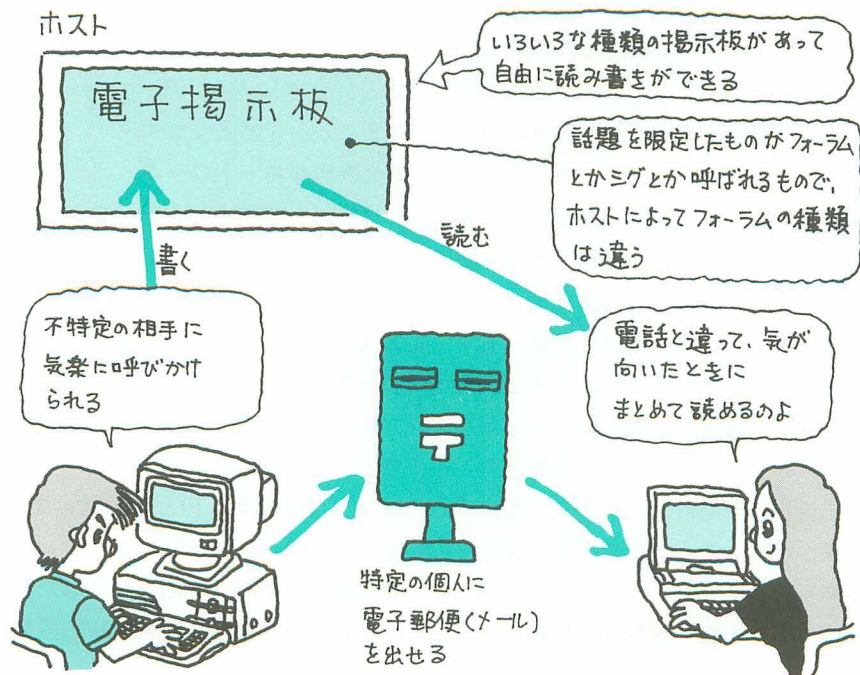 ホスト
電子掲示板
いろいろな種類の掲示板があって
自由に読み書きができる
話題を限定したものがフォーラム
とかシグとか呼ばれるもので、
ホストによってフォーラムの種類
は違う
書く
読む
不特定の相手に
気楽に呼びかけ
られる
電話と違って、気が
向いたときに
まとめて読めるのよ
〒
特定の個人に
電子郵便(メール)
を出せる